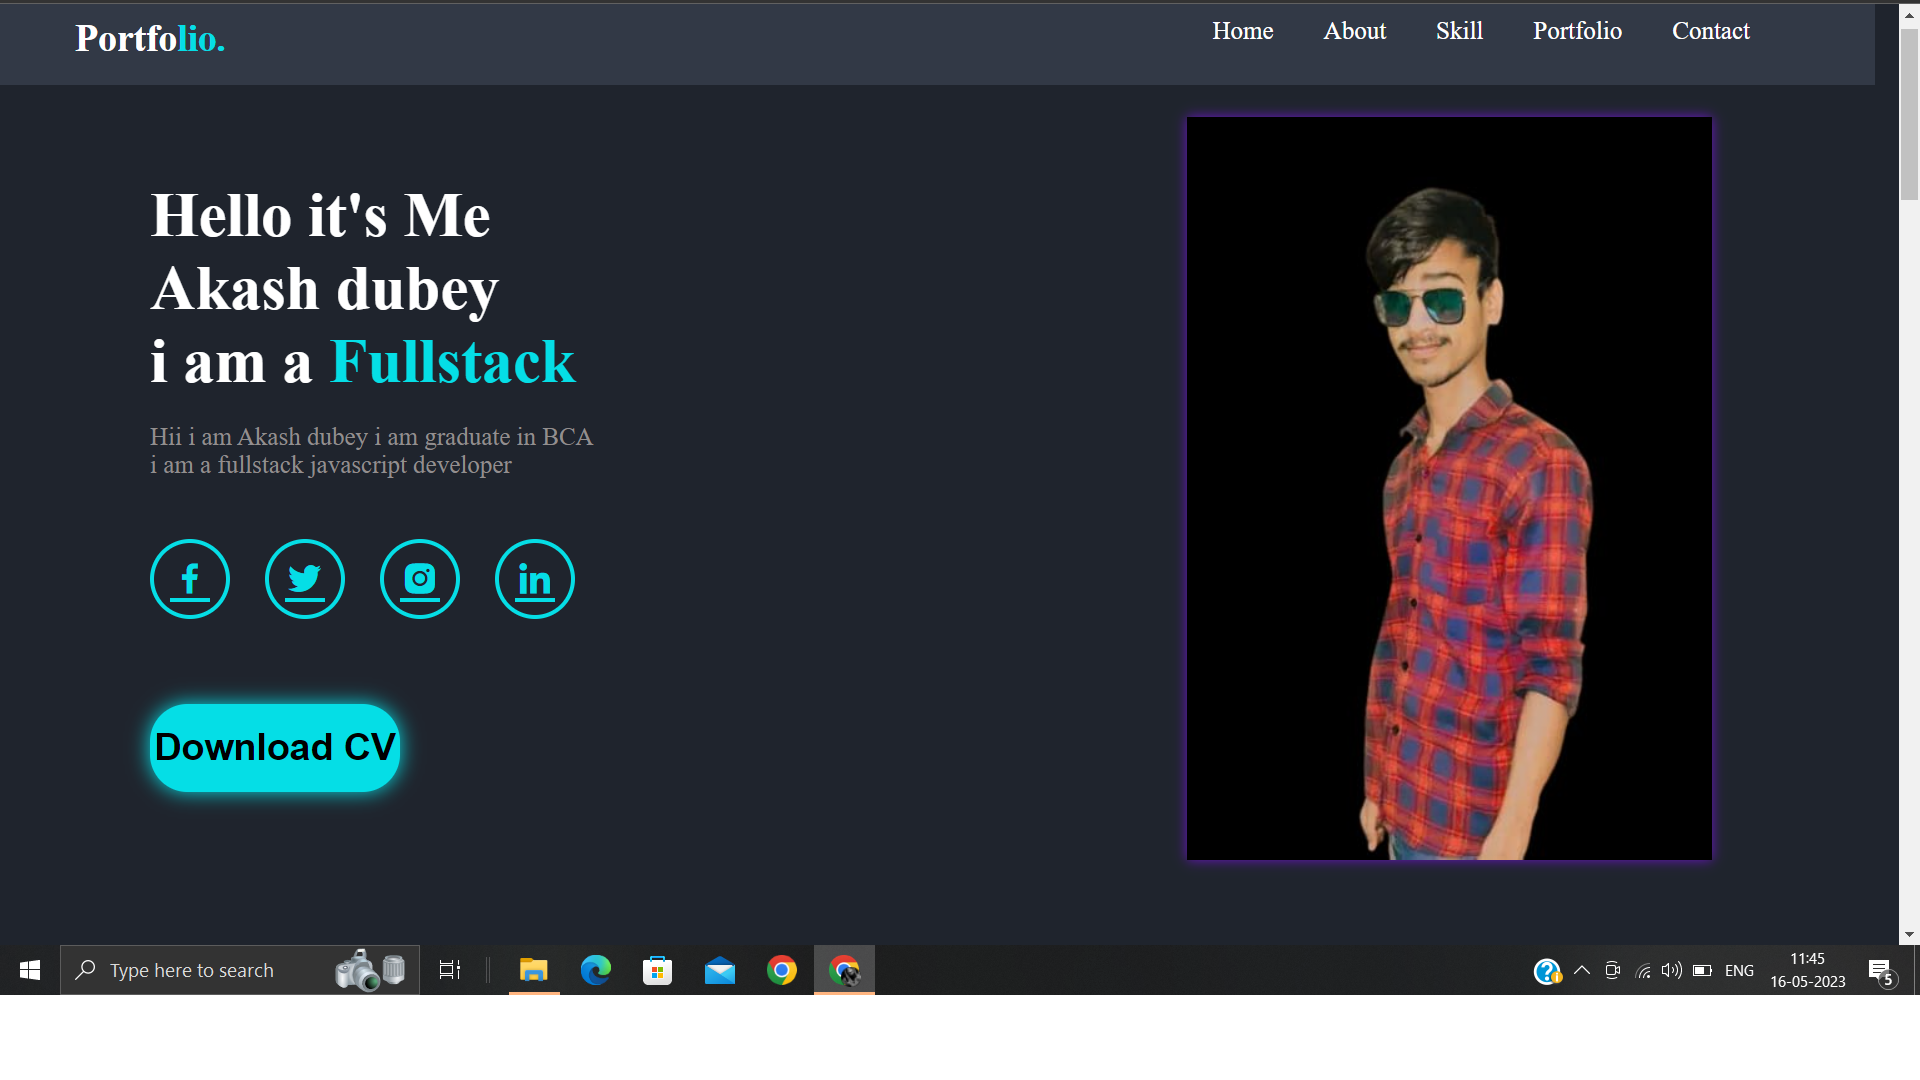 Portfolio.
Home About Skill Portfolio Contact
Hello it's Me
Akash dubey
i am a Fullstack
Hii i am Akash dubey i am graduate in BCA
i am a fullstack javascript developer
Download CV
Type here to search
ENG
11:45
16-05-2023
5